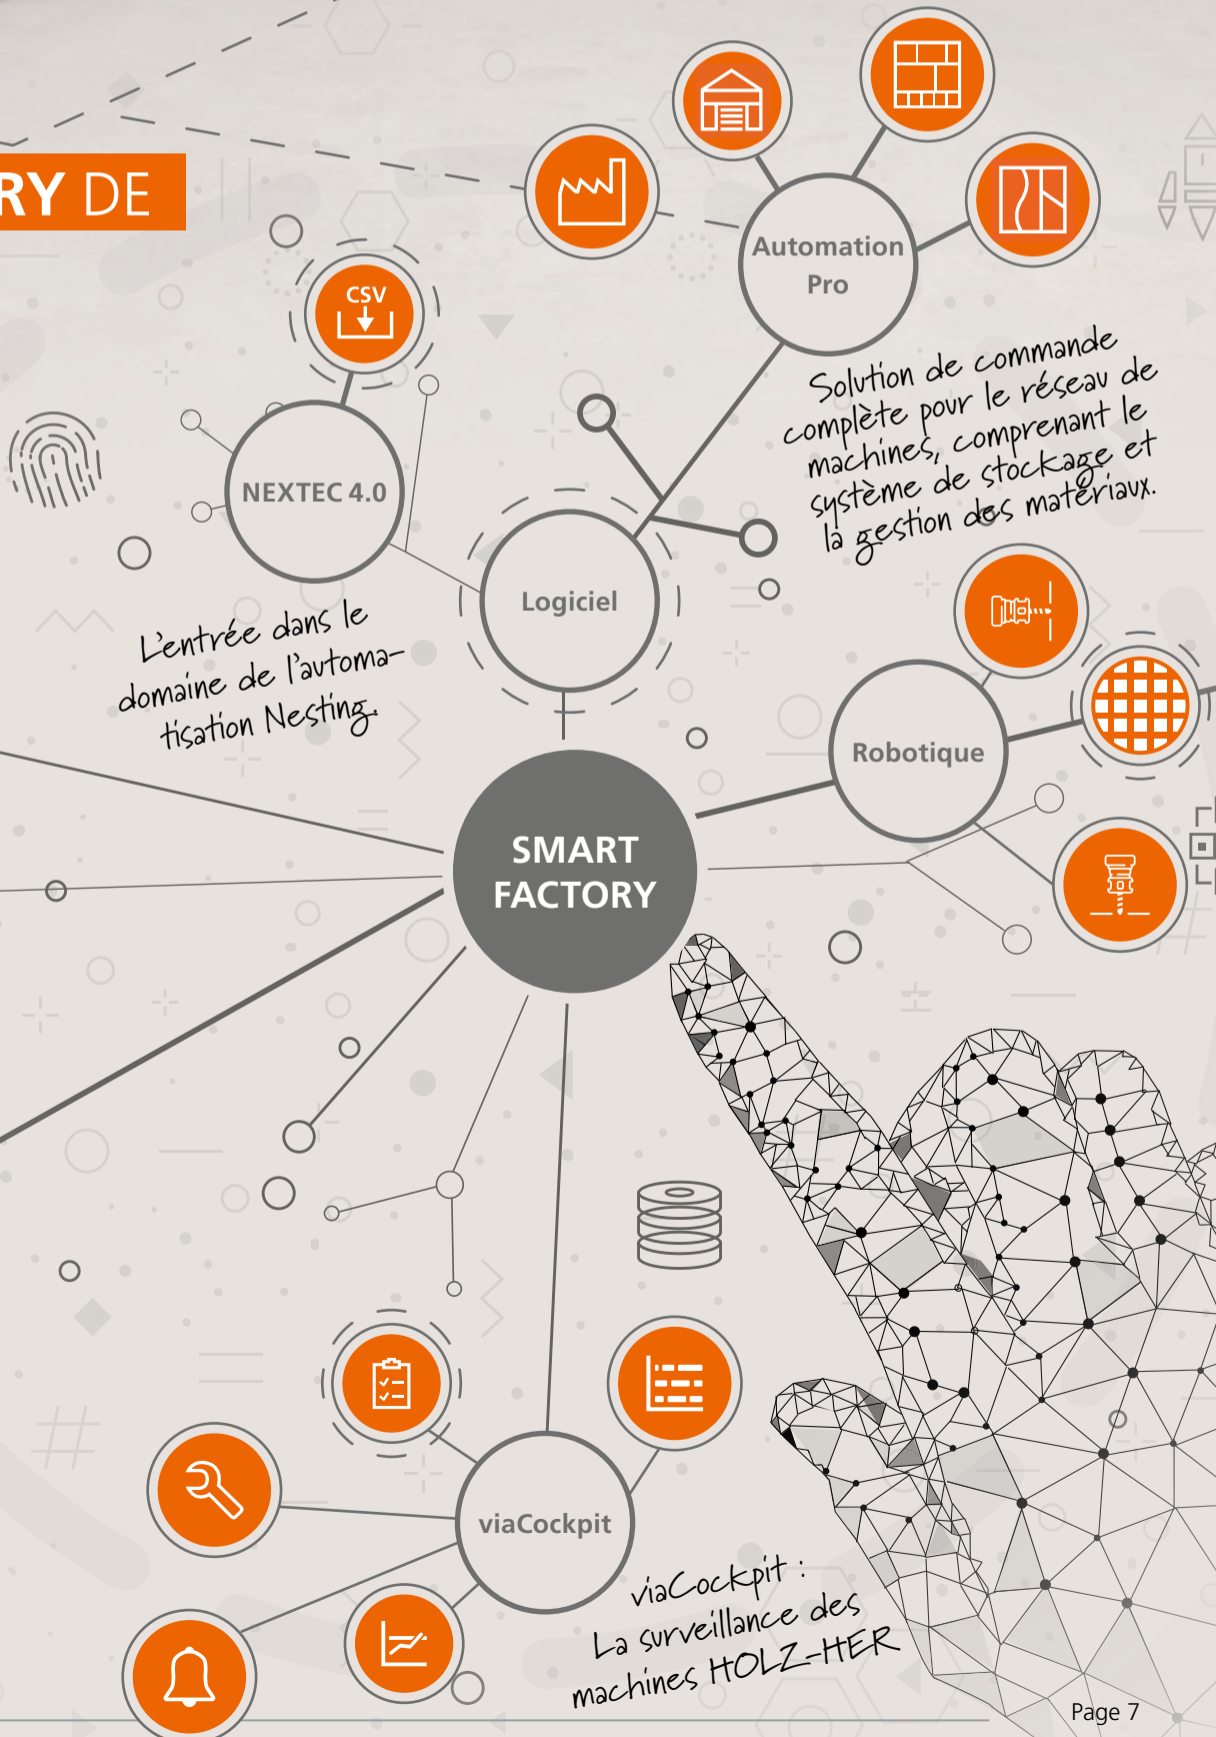 RY DE
Automation
Pro
CSV
Solution de commande
complète pour le réseau de
machines, comprenant le
système de stockage et
la gestion des matériaux.
NEXTEC 4.0
Logiciel
L'entrée dans le
domaine de l'automa-
tisation Nesting.
Robotique
SMART
FACTORY
viaCockpit
viaCockpit :
La surveillance des
machines HOLZ-HER
Page 7